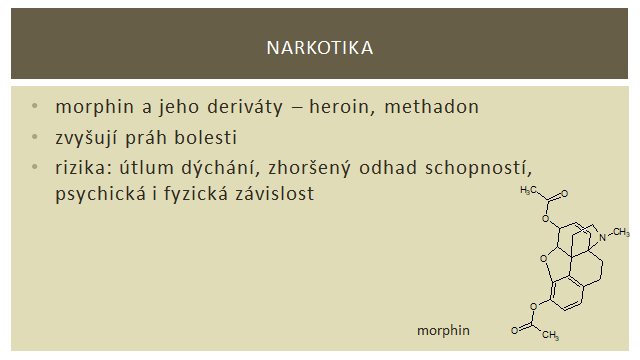 NARKOTIKA
• morphin a jeho deriváty – heroin, methadon
• zvyšují práh bolesti
• rizika: útlum dýchání, zhoršený odhad schopností,
psychická i fyzická závislost
H₃C
O
O
N
CH₃
O
O
O
CH₃
morphin